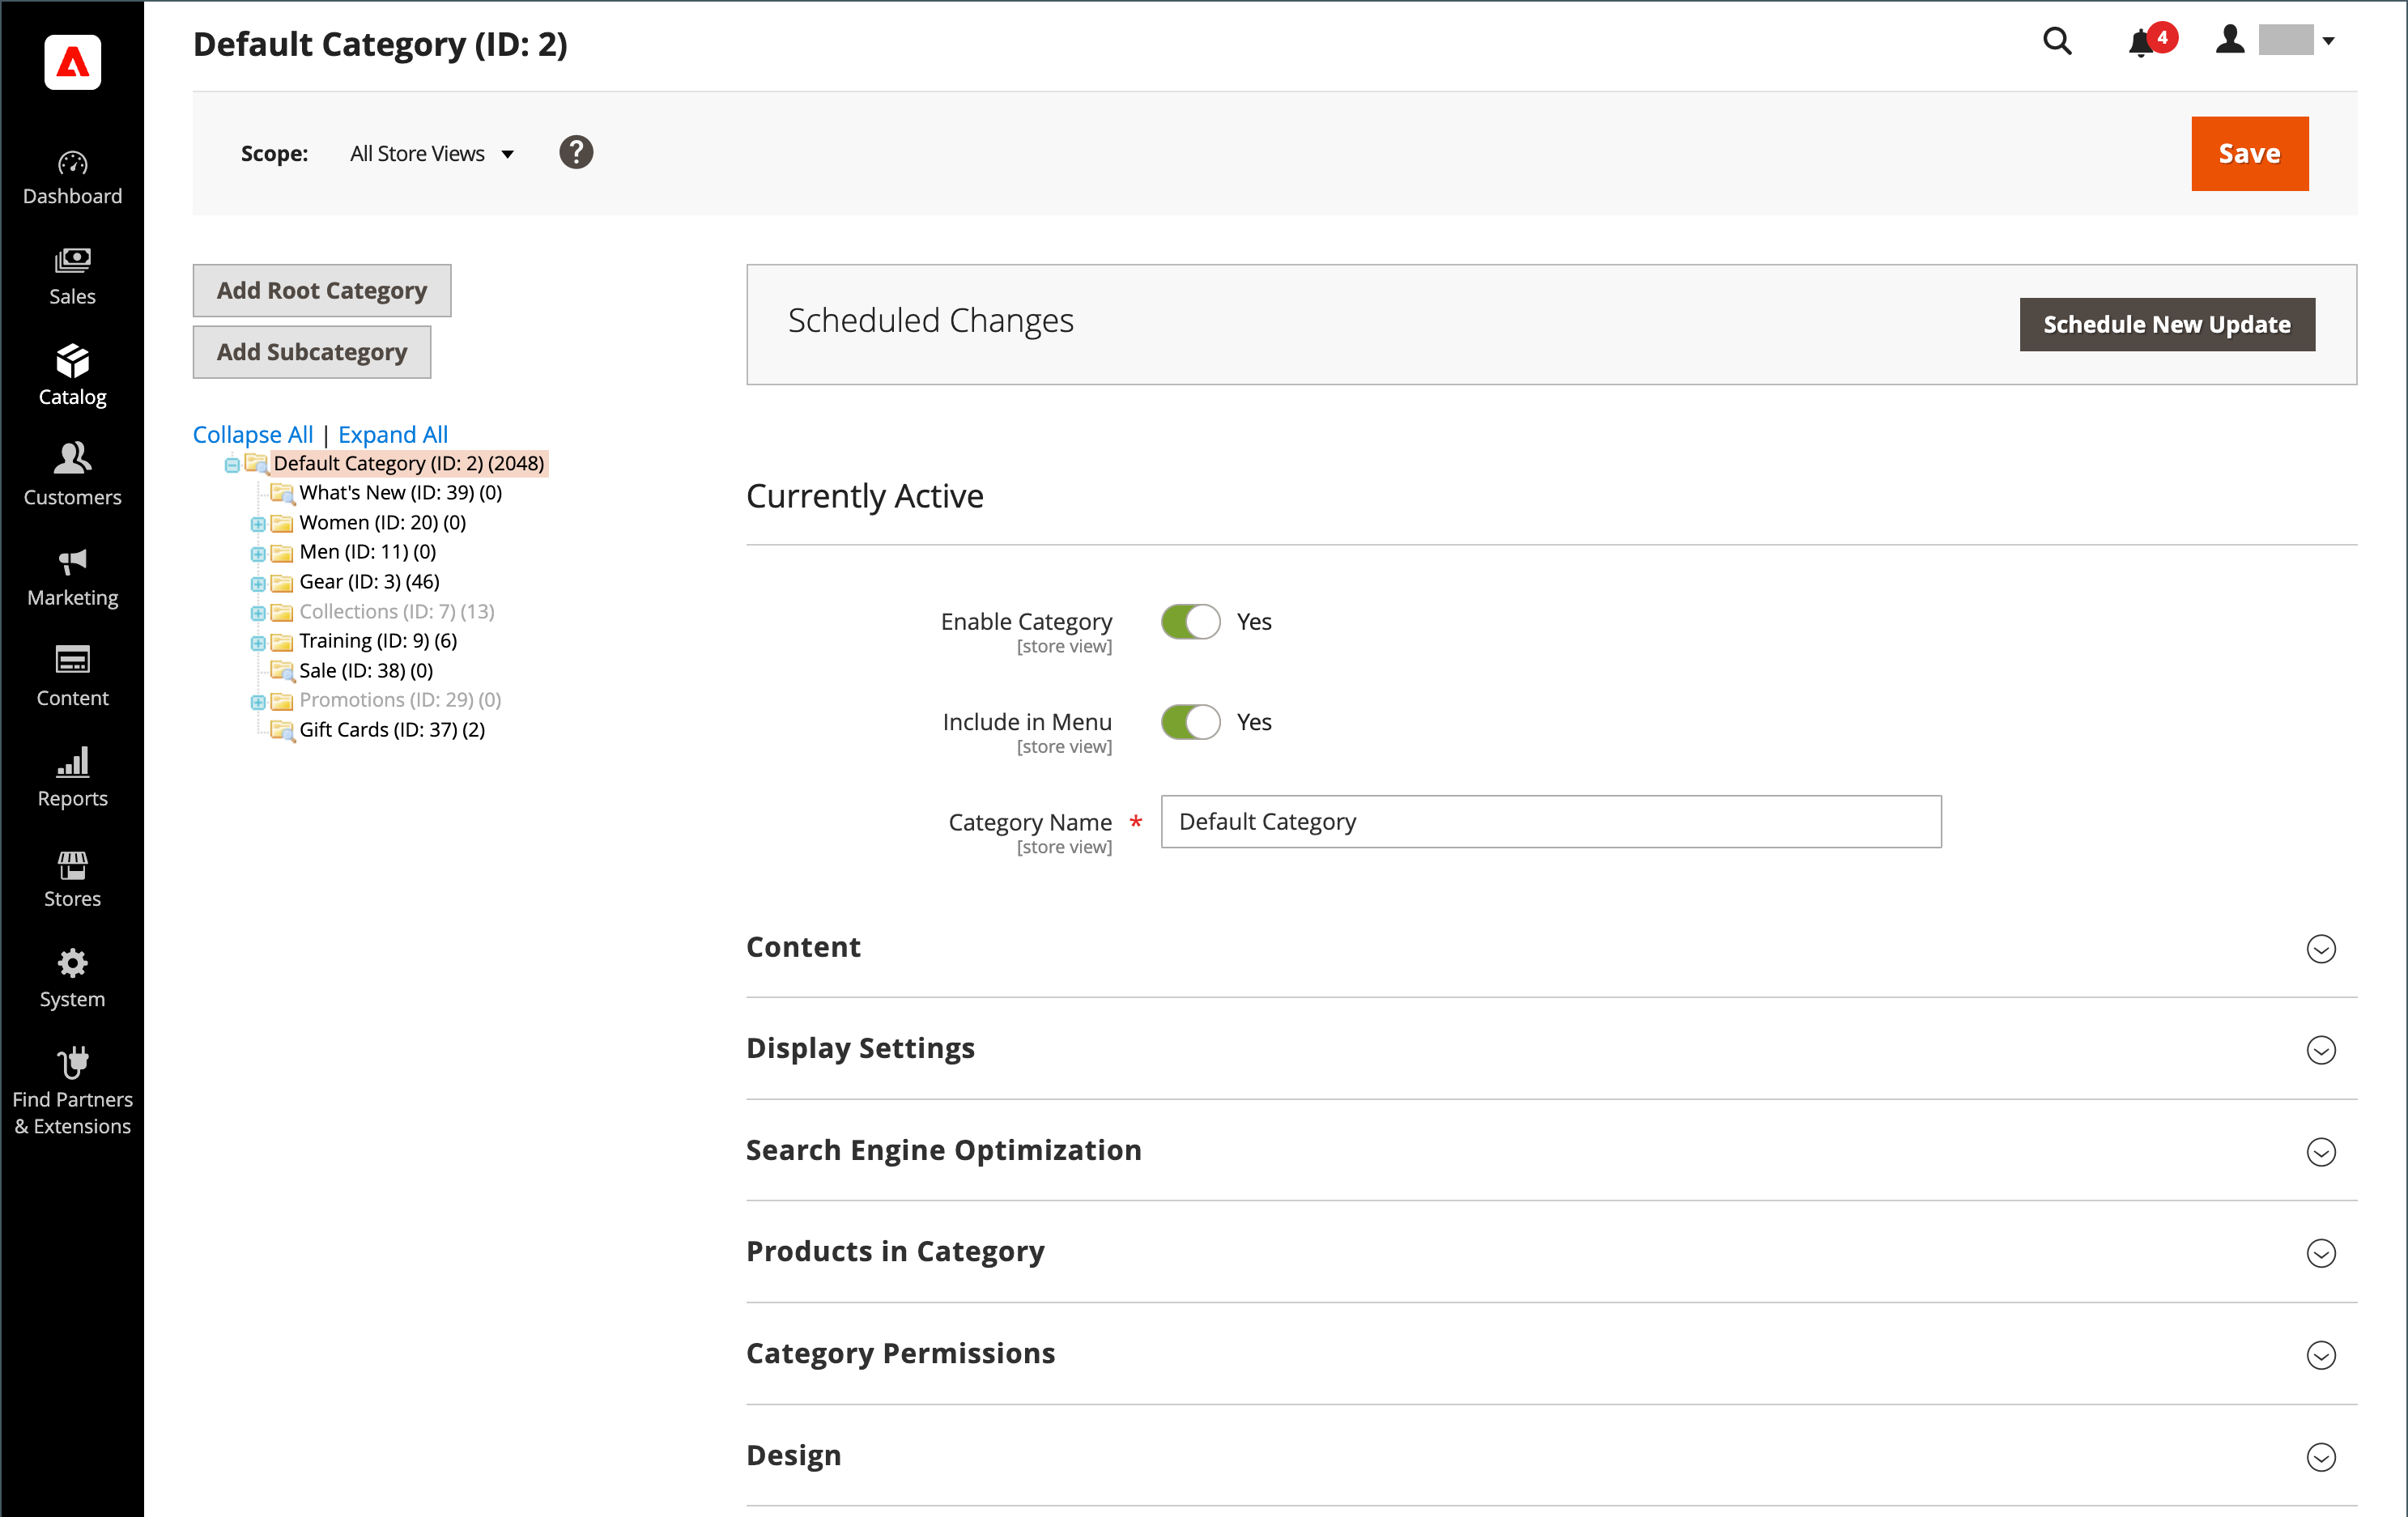 Default Category (ID: 2)
4
Scope:
All Store Views
?
Save
Dashboard
Sales
Catalog
Customers
Marketing
Content
Reports
Stores
System
Find Partners
& Extensions
Add Root Category
Add Subcategory
Collapse All | Expand All
Default Category (ID: 2) (2048)
What's New (ID: 39) (0)
Women (ID: 20) (0)
Men (ID: 11) (0)
Gear (ID: 3) (46)
Collections (ID: 7) (13)
Training (ID: 9) (6)
Sale (ID: 38) (0)
Promotions (ID: 29) (0)
Gift Cards (ID: 37) (2)
Scheduled Changes
Schedule New Update
Currently Active
Enable Category
[store view]
Yes
Include in Menu
[store view]
Yes
Category Name *
[store view]
Default Category
Content
Display Settings
Search Engine Optimization
Products in Category
Category Permissions
Design